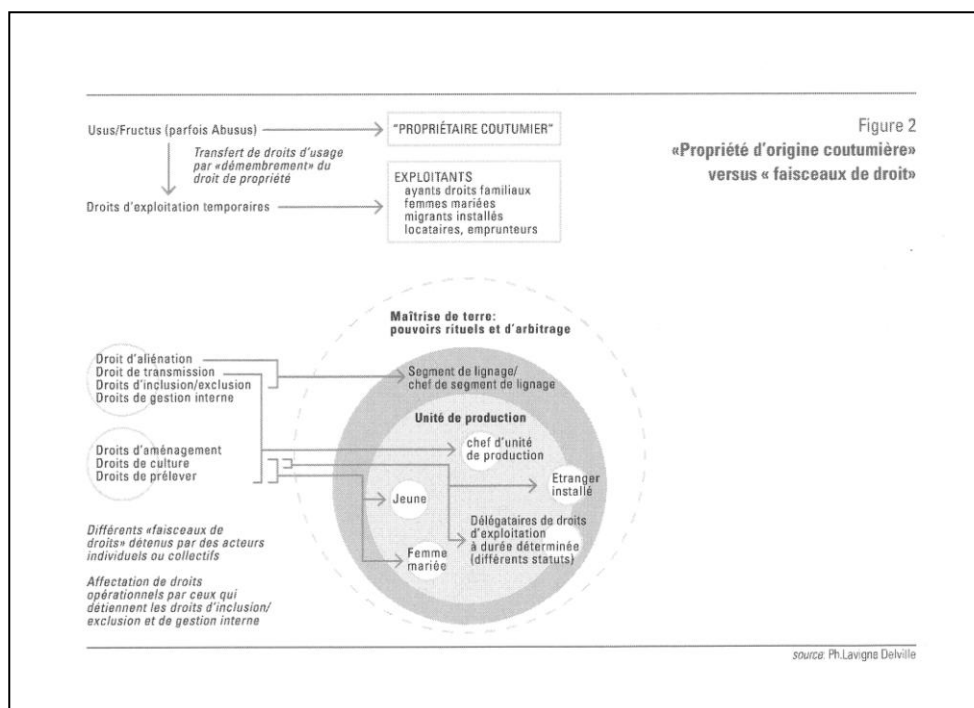 Figure 2
«Propriété d'origine coutumière»
versus « faisceaux de droit»
Usus/Fructus (parfois Abusus)
"PROPRIÉTAIRE COUTUMIER"
Transfert de droits d'usage
par «démembrement» du
droit de propriété
Droits d'exploitation temporaires
EXPLOITANTS
ayants droits familiaux
femmes mariées
migrants installés
locataires, emprunteurs
Maîtrise de terre:
pouvoirs rituels et d'arbitrage
Droit d'aliénation
Droit de transmission
Droits d'inclusion/exclusion
Droits de gestion interne
Segment de lignage/
chef de segment de lignage
Unité de production
chef d'unité
de production
Droits d'aménagement
Droits de culture
Droits de prélever
Etranger
installé
Jeune
Délégataires de droits
d'exploitation
à durée déterminée
(différents statuts)
Femme
mariée
Différents «faisceaux de
droits» détenus par des acteurs
individuels ou collectifs
Affectation de droits
opérationnels par ceux qui
détiennent les droits d'inclusion/
exclusion et de gestion interne
source: Ph.Lavigne Delville